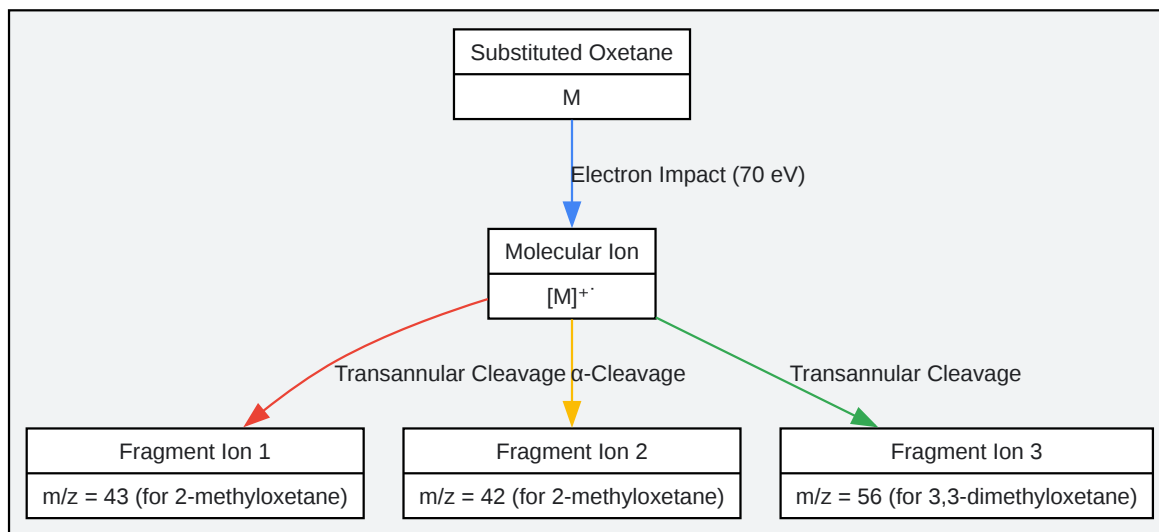 Substituted Oxetane
M
Electron Impact (70 eV)
Molecular Ion
[M]⁺˙
Transannular Cleavage
α-Cleavage
Transannular Cleavage
Fragment Ion 1
m/z = 43 (for 2-methyloxetane)
Fragment Ion 2
m/z = 42 (for 2-methyloxetane)
Fragment Ion 3
m/z = 56 (for 3,3-dimethyloxetane)